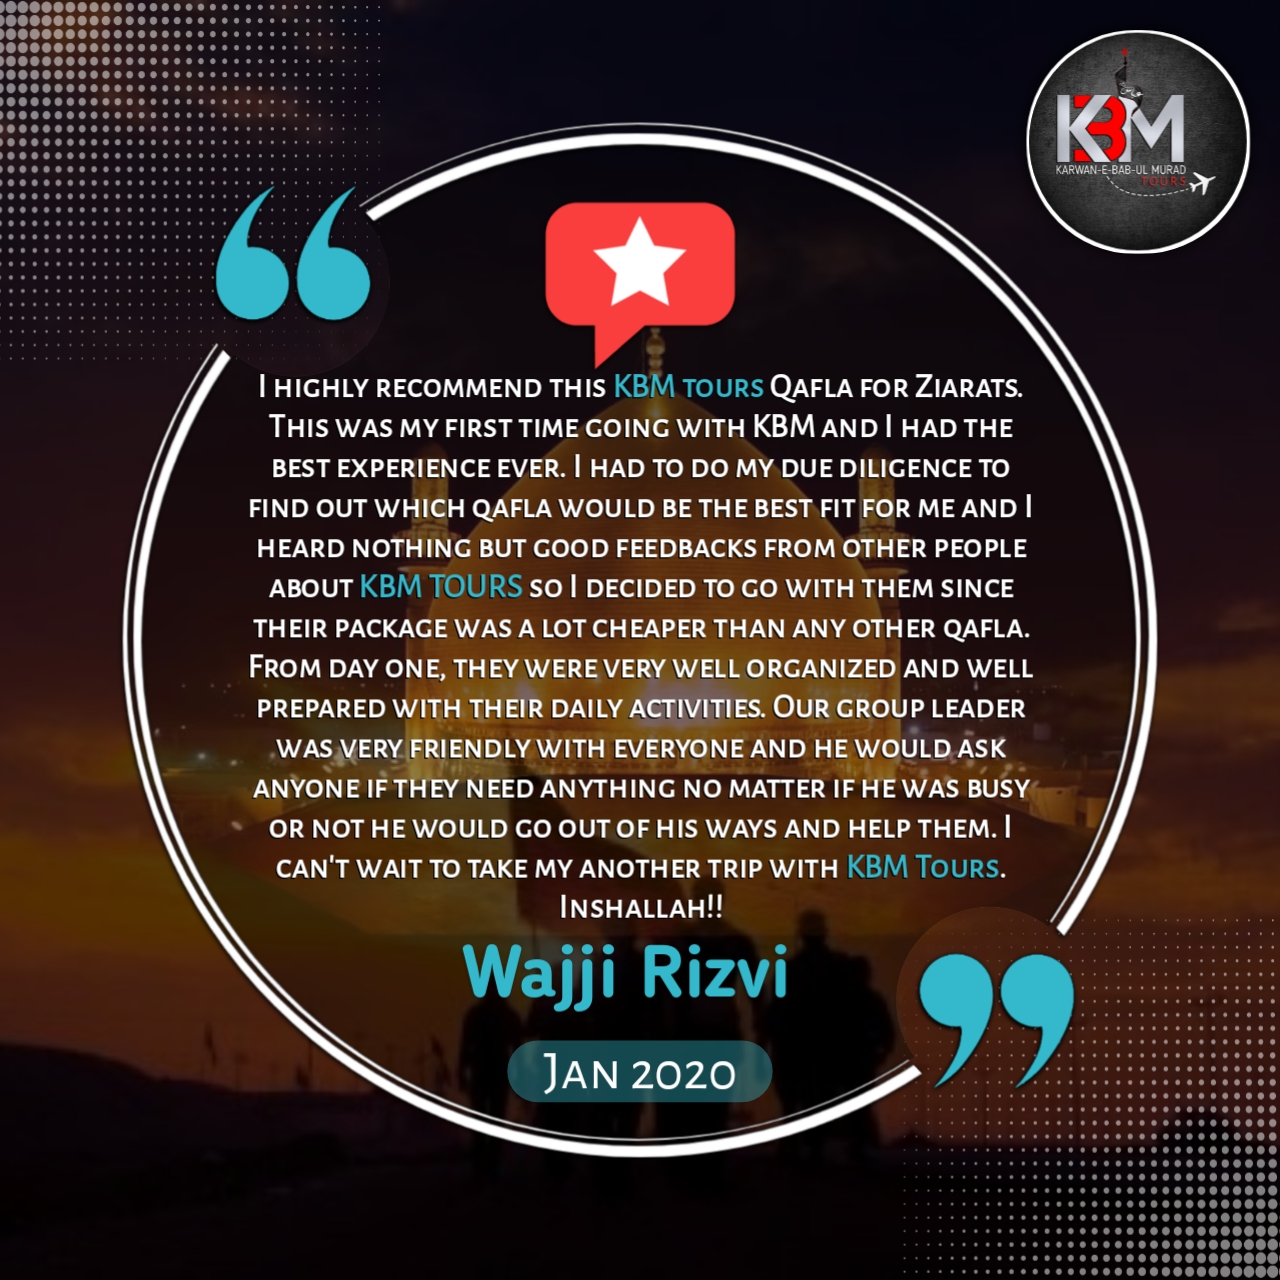 KBM
KARWAN-E-BAB-UL MURAD
TOURS
I highly recommend this KBM tours Qafla for Ziarats.
This was my first time going with KBM and I had the
best experience ever. I had to do my due diligence to
find out which qafla would be the best fit for me and I
heard nothing but good feedbacks from other people
about KBM TOURS so I decided to go with them since
their package was a lot cheaper than any other qafla.
From day one, they were very well organized and well
prepared with their daily activities. Our group leader
was very friendly with everyone and he would ask
anyone if they need anything no matter if he was busy
or not he would go out of his ways and help them. I
can't wait to take my another trip with KBM Tours.
Inshallah!!
Wajji Rizvi
Jan 2020